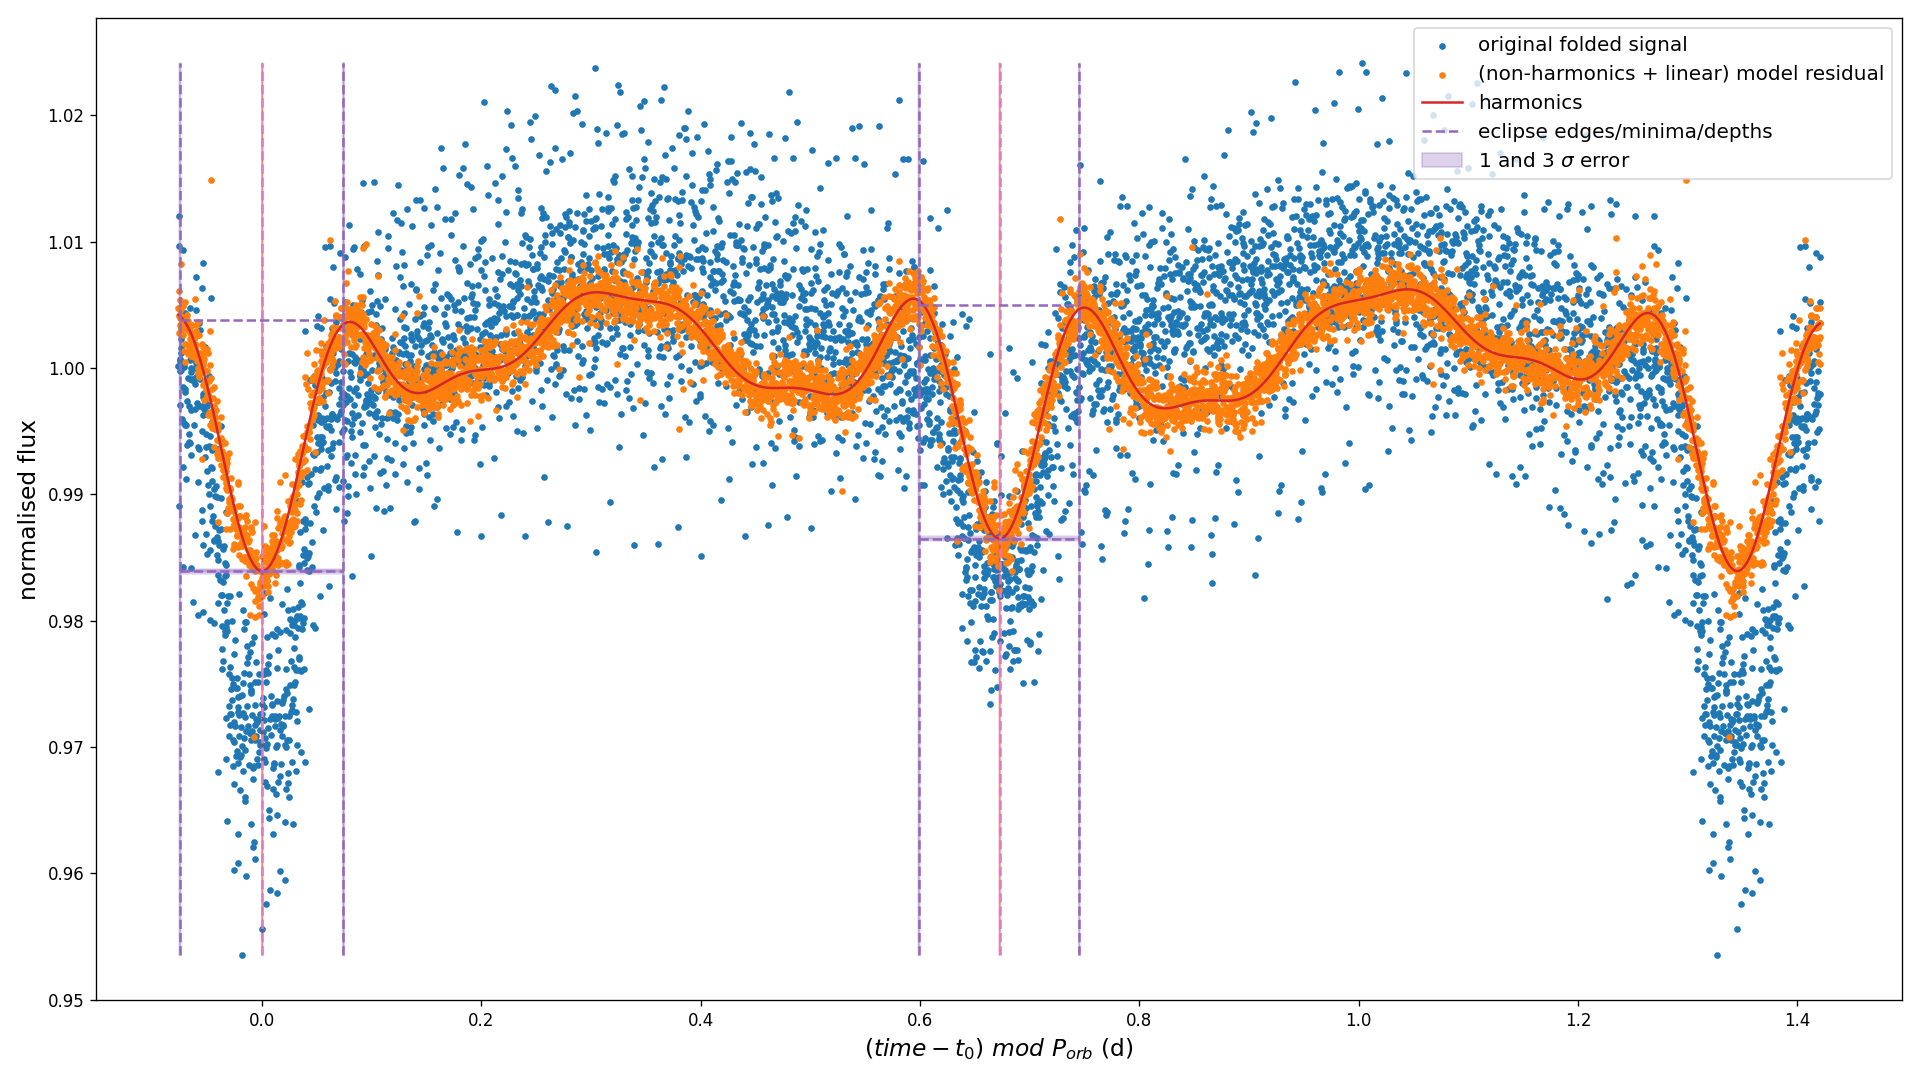 original folded signal
(non-harmonics + linear) model residual
harmonics
eclipse edges/minima/depths
1 and 3 σ error
normalised flux
1.02
1.01
1.00
0.99
0.98
0.97
0.96
0.95
0.0 0.2 0.4 0.6 0.8 1.0 1.2 1.4
(time − t₀) mod Pₒᵣb (d)